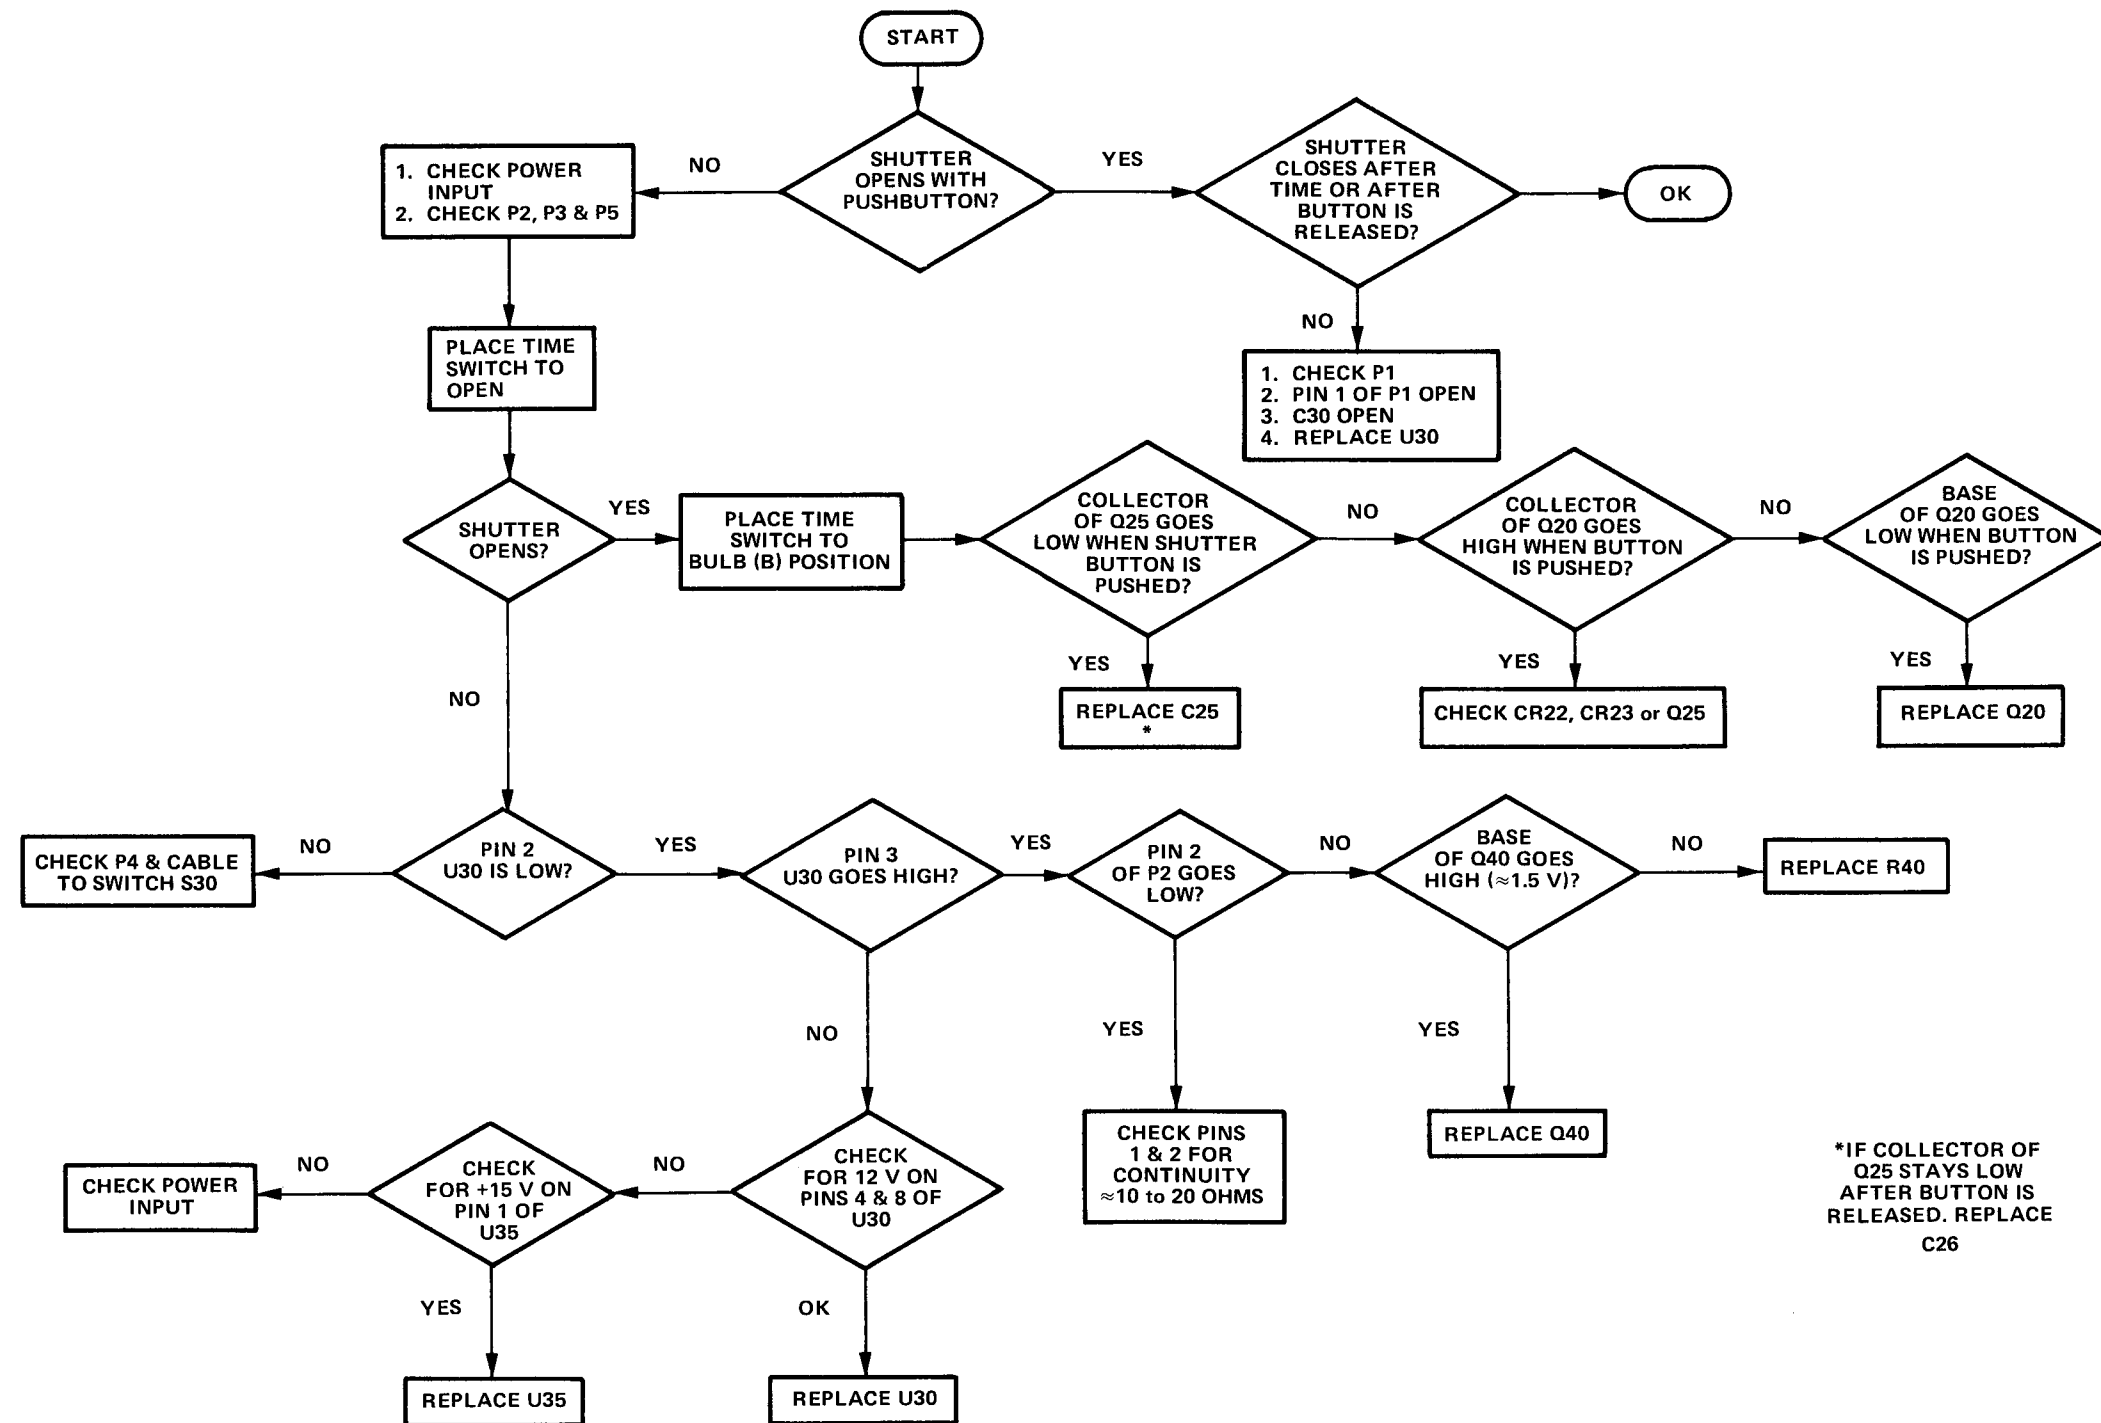 START
SHUTTER
OPENS WITH
PUSHBUTTON?
NO
YES
1. CHECK POWER
INPUT
2. CHECK P2, P3 & P5
SHUTTER
CLOSES AFTER
TIME OR AFTER
BUTTON IS
RELEASED?
OK
NO
1. CHECK P1
2. PIN 1 OF P1 OPEN
3. C30 OPEN
4. REPLACE U30
PLACE TIME
SWITCH TO
OPEN
SHUTTER
OPENS?
YES
PLACE TIME
SWITCH TO
BULB (B) POSITION
COLLECTOR
OF Q25 GOES
LOW WHEN SHUTTER
BUTTON IS
PUSHED?
NO
COLLECTOR
OF Q20 GOES
HIGH WHEN BUTTON
IS PUSHED?
NO
BASE
OF Q20 GOES
LOW WHEN BUTTON
IS PUSHED?
YES
REPLACE C25
*
YES
CHECK CR22, CR23 or Q25
YES
REPLACE Q20
NO
PIN 2
U30 IS LOW?
NO
CHECK P4 & CABLE
TO SWITCH S30
YES
PIN 3
U30 GOES HIGH?
YES
PIN 2
OF P2 GOES
LOW?
NO
BASE
OF Q40 GOES
HIGH (≈1.5 V)?
NO
REPLACE R40
NO
YES
YES
CHECK PINS
1 & 2 FOR
CONTINUITY
≈10 to 20 OHMS
REPLACE Q40
CHECK
FOR 12 V ON
PINS 4 & 8 OF
U30
NO
CHECK
FOR +15 V ON
PIN 1 OF
U35
NO
CHECK POWER
INPUT
YES
REPLACE U35
OK
REPLACE U30
*IF COLLECTOR OF
Q25 STAYS LOW
AFTER BUTTON IS
RELEASED. REPLACE
C26